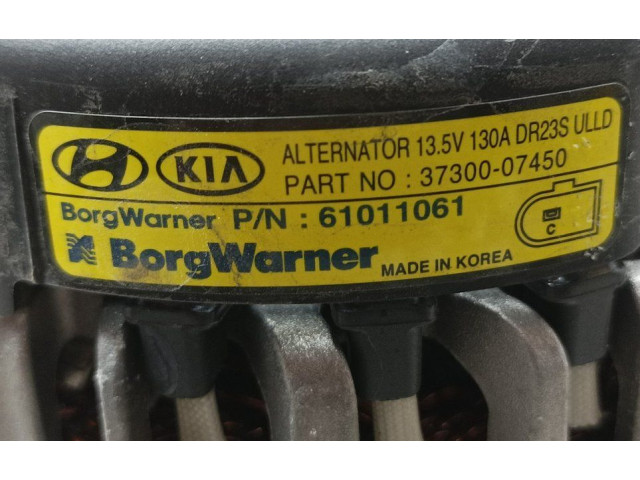 KIA ALTERNATOR 13.5V 130A DR23S ULLD
PART NO : 37300-07450
BorgWarner P/N : 61011061
C
BorgWarner MADE IN KOREA